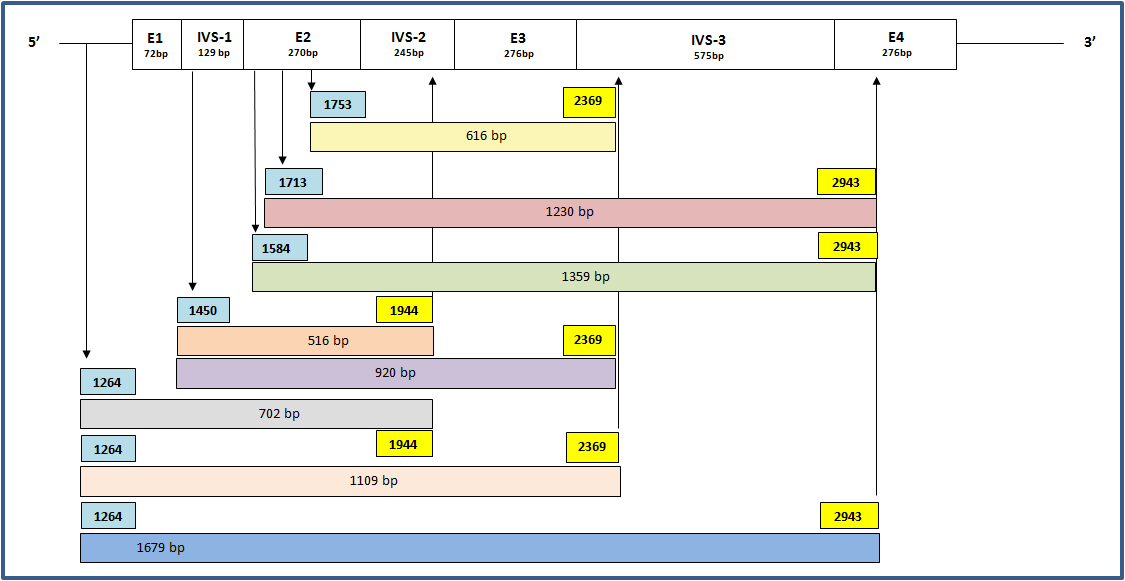 5’ E1 IVS-1 E2 IVS-2 E3 IVS-3 E4 3’
72bp 129 bp 270bp 245bp 276bp 575bp 276bp
1753 2369
616 bp
1713 2943
1230 bp
1584 2943
1359 bp
1450 1944
516 bp 2369
920 bp
1264
702 bp
1264 1944 2369
1109 bp
1264 2943
1679 bp